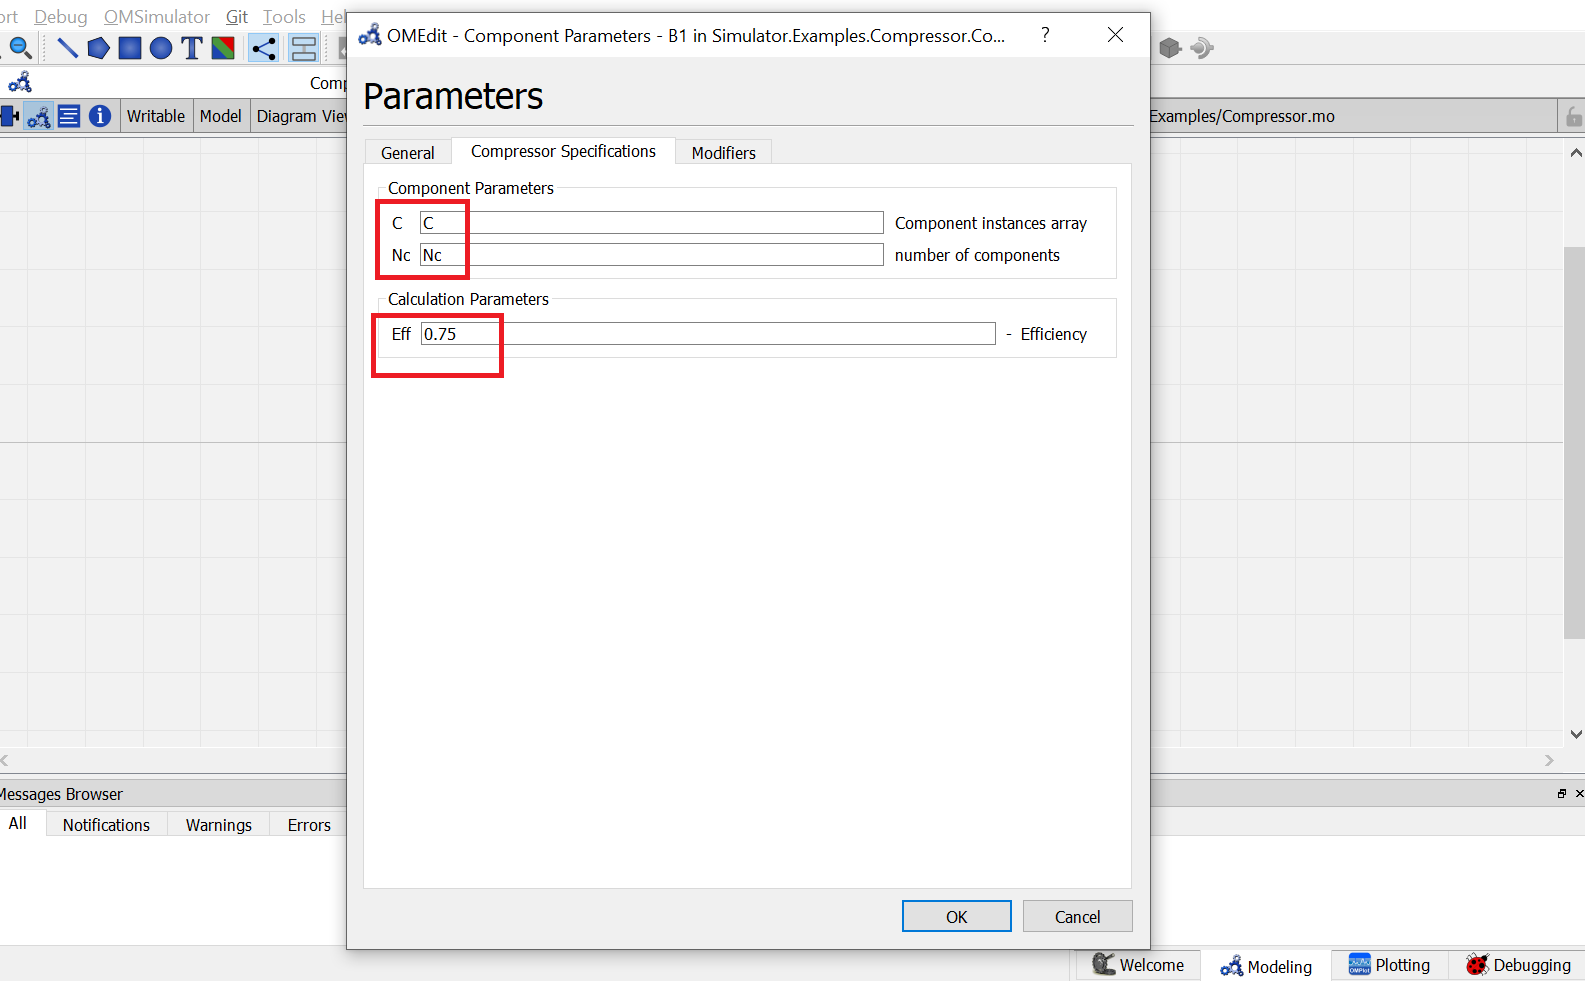 ort Debug OMSimulator Git Tools Hel
OMEdit - Component Parameters - B1 in Simulator.Examples.Compressor.Co... ?
Comp
Writable Model Diagram Vie
Examples/Compressor.mo
Parameters
General Compressor Specifications Modifiers
Component Parameters
C C Component instances array
Nc Nc number of components
Calculation Parameters
Eff 0.75 - Efficiency
OK Cancel
Messages Browser
All Notifications Warnings Errors
Welcome Modeling OMPlot Plotting Debugging